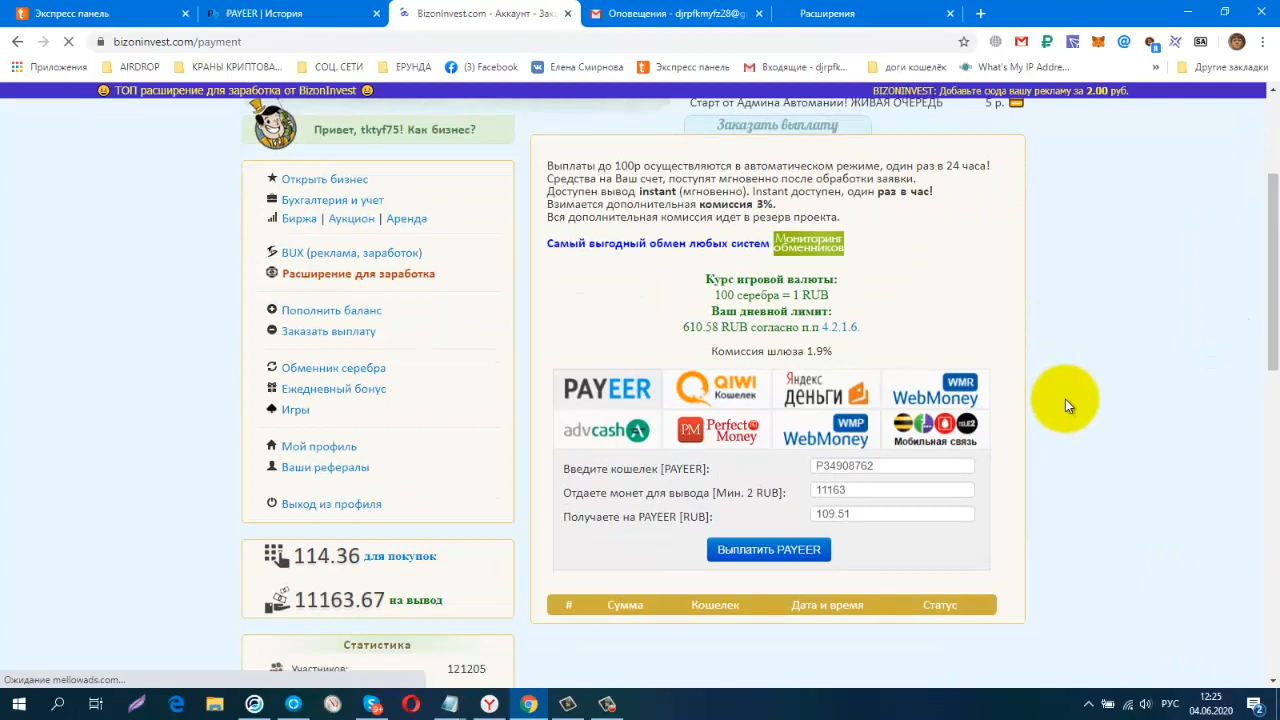 Экспресс панель
PAYEER | История
BizonInvest.com - Аккаунт - Зак
Оповещения - djrpfkmyfz28@g
Расширения
bizoninvest.com/payment
Приложения
AIRDROP
КРАНЫ КРИПТОВА...
СОЦ. СЕТИ
ЕРУНДА
(3) Facebook
Елена Смирнова
Экспресс панель
Входящие - djrpfk...
доги кошелёк
What's My IP Addre...
Другие закладки
ТОП расширение для заработка от BizonInvest
BIZONINVEST: Добавьте сюда вашу рекламу за 2.00 руб.
Старт от Админа Автомании! ЖИВАЯ ОЧЕРЕДЬ
5 р.
Привет, tktyf75! Как бизнес?
Открыть бизнес
Бухгалтерия и учет
Биржа | Аукцион | Аренда
BUX (реклама, заработок)
Расширение для заработка
Пополнить баланс
Заказать выплату
Обменник серебра
Ежедневный бонус
Игры
Мой профиль
Ваши рефералы
Выход из профиля
114.36 для покупок
11163.67 на вывод
Статистика
Участников: 121205
Заказать выплату
Выплаты до 100р осуществляются в автоматическом режиме, один раз в 24 часа!
Средства на Ваш счет, поступят мгновенно после обработки заявки.
Доступен вывод instant (мгновенно). Instant доступен, один раз в час!
Взимается дополнительная комиссия 3%.
Вся дополнительная комиссия идет в резерв проекта.
Самый выгодный обмен любых систем
Мониторинг
обменников
Курс игровой валюты:
100 серебра = 1 RUB
Ваш дневной лимит:
610.58 RUB согласно п.п 4.2.1.6.
Комиссия шлюза 1.9%
PAYEER
QIWI
Кошелек
Яндекс
деньги
WMR
WebMoney
advcash
PM Perfect Money
WMP
WebMoney
TELE2
Мобильная связь
Введите кошелек [PAYEER]: P34908762
Отдаете монет для вывода [Мин. 2 RUB]: 11163
Получаете на PAYEER [RUB]: 109.51
Выплатить PAYEER
# Сумма Кошелек Дата и время Статус
Ожидание mellowads.com...
РУС
12:25
04.06.2020